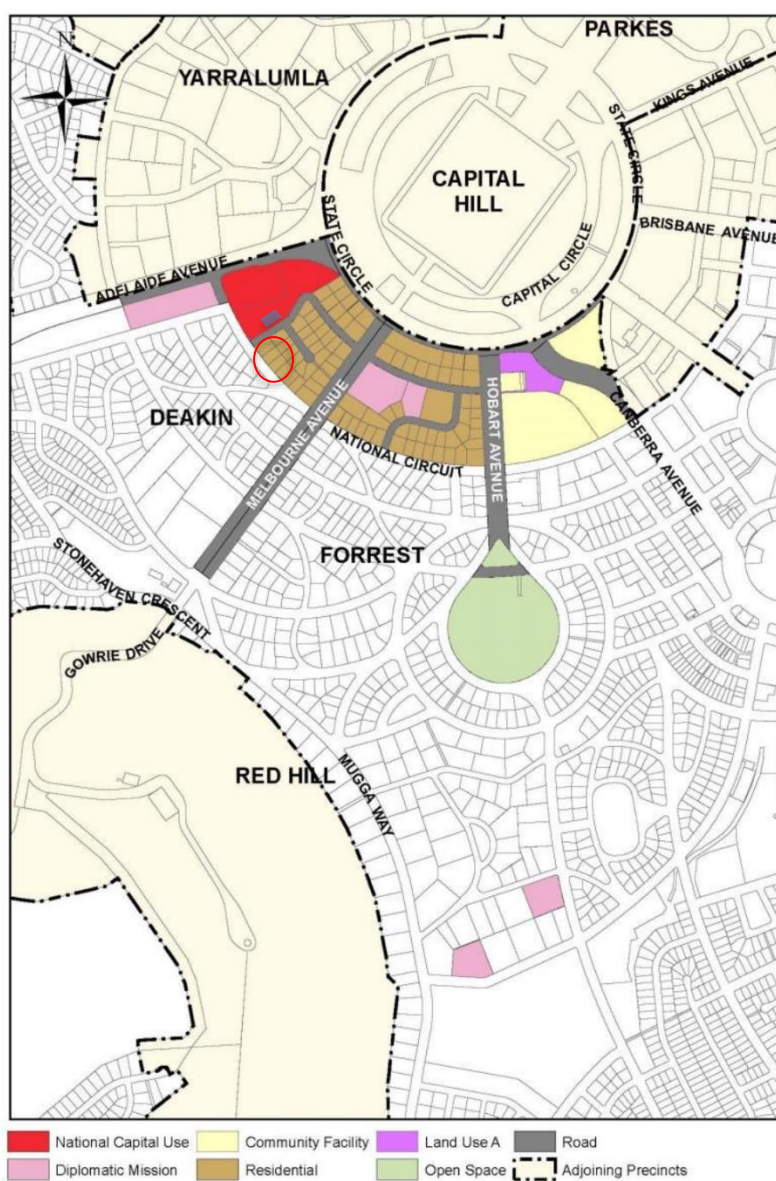 PARKES
N
YARRALUMLA
KINGS AVENUE
STATE CIRCLE
CAPITAL
HILL
BRISBANE AVENUE
STATE CIRCLE
CAPITAL CIRCLE
ADELAIDE AVENUE
DEAKIN
HOBART AVENUE
CANBERRA AVENUE
MELBOURNE AVENUE
NATIONAL CIRCUIT
FORREST
STONEHAVEN CRESCENT
GOWRIE DRIVE
RED HILL
MUGGA WAY
National Capital Use
Community Facility
Land Use A
Road
Diplomatic Mission
Residential
Open Space
Adjoining Precincts